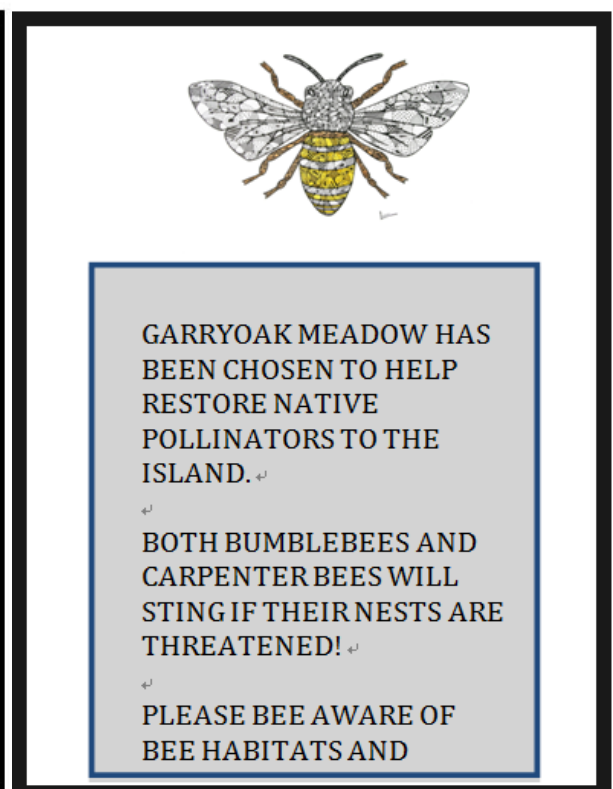 GARRYOAK MEADOW HAS
BEEN CHOSEN TO HELP
RESTORE NATIVE
POLLINATORS TO THE
ISLAND.
BOTH BUMBLEBEES AND
CARPENTER BEES WILL
STING IF THEIR NESTS ARE
THREATENED!
PLEASE BEE AWARE OF
BEE HABITATS AND